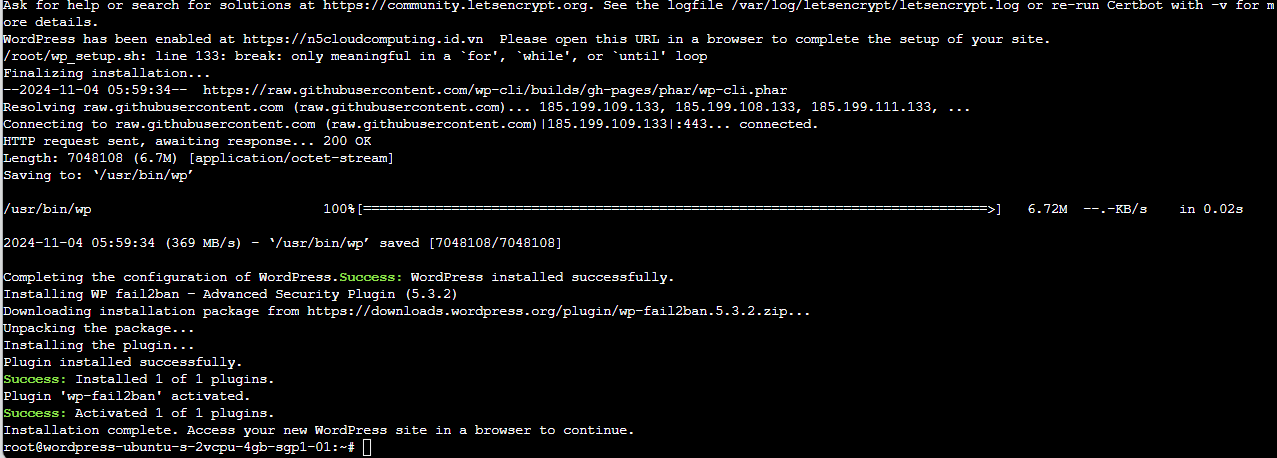 Ask for help or search for solutions at https://community.letsencrypt.org. See the logfile /var/log/letsencrypt/letsencrypt.log or re-run Certbot with -v for m
ore details.
WordPress has been enabled at https://n5cloudcomputing.id.vn  Please open this URL in a browser to complete the setup of your site.
/root/wp_setup.sh: line 133: break: only meaningful in a `for', `while', or `until' loop
Finalizing installation...
--2024-11-04 05:59:34--  https://raw.githubusercontent.com/wp-cli/builds/gh-pages/phar/wp-cli.phar
Resolving raw.githubusercontent.com (raw.githubusercontent.com)... 185.199.109.133, 185.199.108.133, 185.199.111.133, ...
Connecting to raw.githubusercontent.com (raw.githubusercontent.com)|185.199.109.133|:443... connected.
HTTP request sent, awaiting response... 200 OK
Length: 7048108 (6.7M) [application/octet-stream]
Saving to: ‘/usr/bin/wp’
/usr/bin/wp                             100%[==============================================================================>]   6.72M  --.-KB/s    in 0.02s
2024-11-04 05:59:34 (369 MB/s) - ‘/usr/bin/wp’ saved [7048108/7048108]
Completing the configuration of WordPress.Success: WordPress installed successfully.
Installing WP fail2ban – Advanced Security Plugin (5.3.2)
Downloading installation package from https://downloads.wordpress.org/plugin/wp-fail2ban.5.3.2.zip...
Unpacking the package...
Installing the plugin...
Plugin installed successfully.
Success: Installed 1 of 1 plugins.
Plugin 'wp-fail2ban' activated.
Success: Activated 1 of 1 plugins.
Installation complete. Access your new WordPress site in a browser to continue.
root@wordpress-ubuntu-s-2vcpu-4gb-sgp1-01:~#